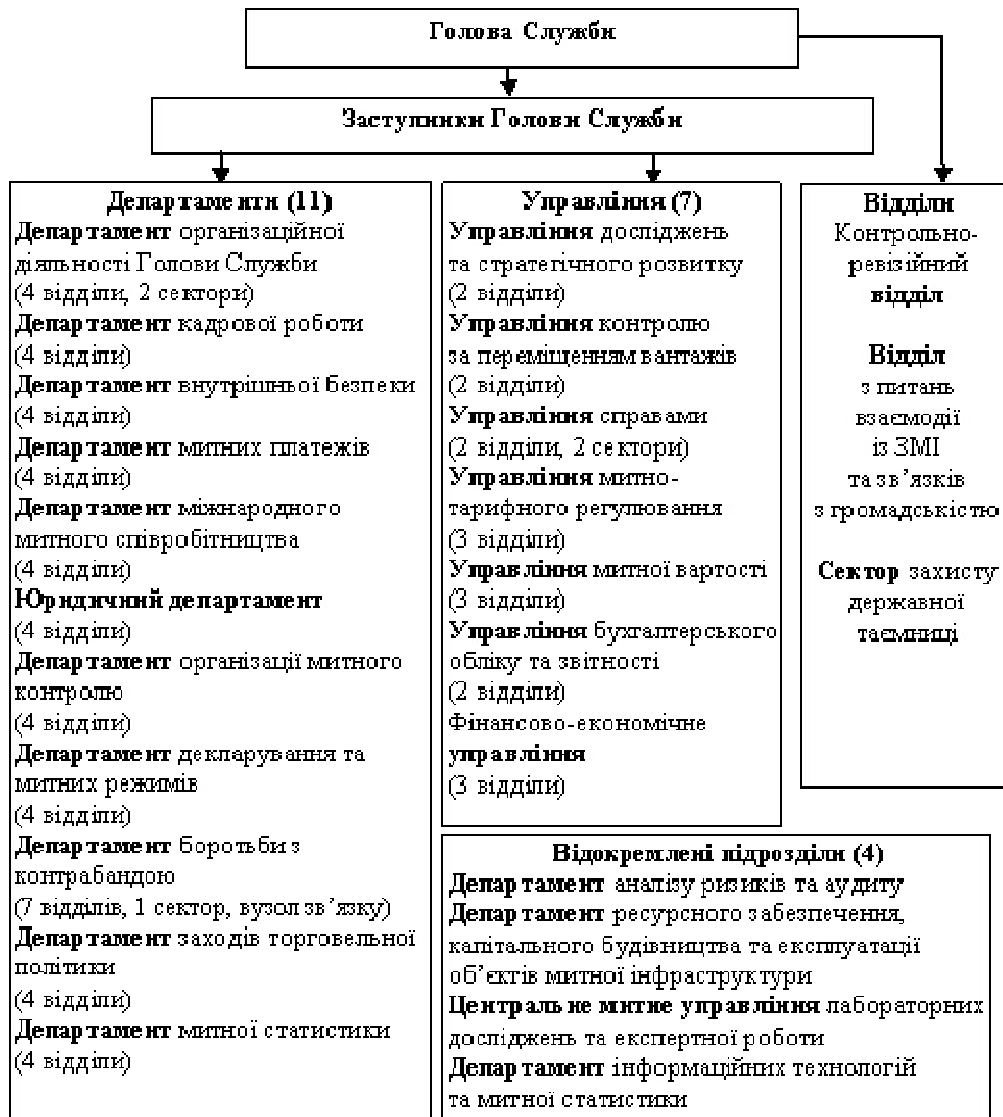 Голова Служби
Заступники Голови Служби
Департаменти (11)
Департамент організаційної
діяльності Голови Служби
(4 відділи, 2 сектори)
Департамент кадрової роботи
(4 відділи)
Департамент внутрішньої безпеки
(4 відділи)
Департамент митних платежів
(4 відділи)
Департамент міжнародного
митного співробітництва
(4 відділи)
Юридичний департамент
(4 відділи)
Департамент організації митного
контролю
(4 відділи)
Департамент декларування та
митних режимів
(4 відділи)
Департамент боротьби з
контрабандою
(7 відділів, 1 сектор, вузол зв’язку)
Департамент заходів торговельної
політики
(4 відділи)
Департамент митної статистики
(4 відділи)
Управління (7)
Управління досліджень
та стратегічного розвитку
(2 відділи)
Управління контролю
за переміщенням вантажів
(2 відділи)
Управління справами
(2 відділи, 2 сектори)
Управління митно-
тарифного регулювання
(3 відділи)
Управління митної вартості
(3 відділи)
Управління бухгалтерського
обліку та звітності
(2 відділи)
Фінансово-економічне
управління
(3 відділи)
Відділи
Контрольно-
ревізійний
відділ
Відділ
з питань
взаємодії
із ЗМІ
та зв’язків
з громадськістю
Сектор захисту
державної
таємниці
Відокремлені підрозділи (4)
Департамент аналізу ризиків та аудиту
Департамент ресурсного забезпечення,
капітального будівництва та експлуатації
об’єктів митної інфраструктури
Центральне митне управління лабораторних
досліджень та експертної роботи
Департамент інформаційних технологій
та митної статистики